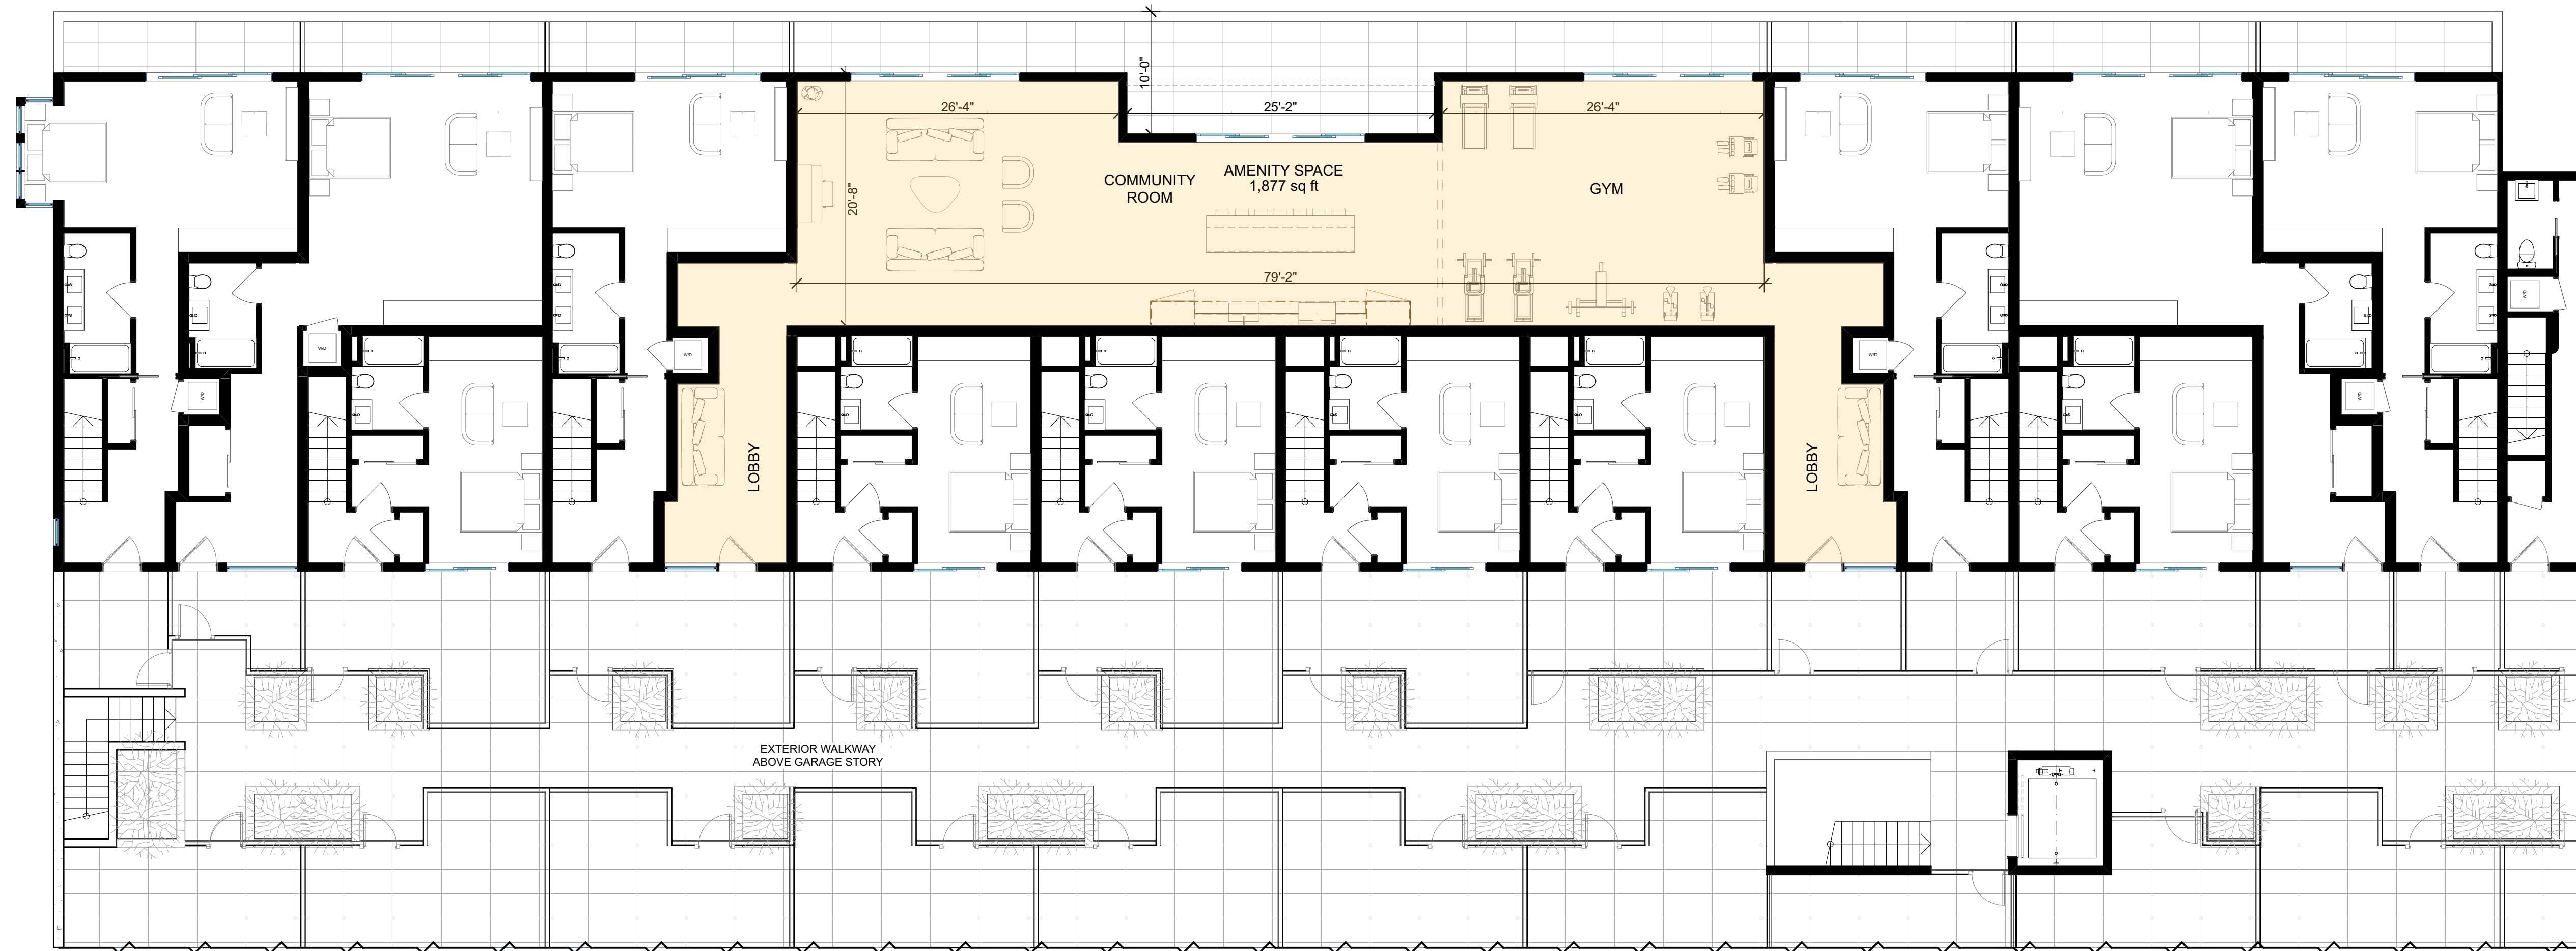 10'-0"
26'-4"
25'-2"
26'-4"
20'-8"
COMMUNITY
ROOM
AMENITY SPACE
1,877 sq ft
GYM
79'-2"
W/D
W/D
W/D
W/D
W/D
W/D
W/D
LOBBY
LOBBY
EXTERIOR WALKWAY
ABOVE GARAGE STORY